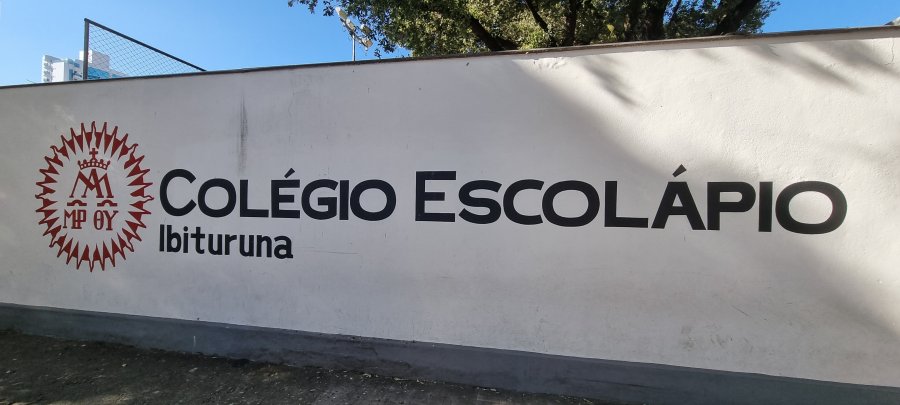 COLÉGIO ESCOLÁPIO
Ibituruna
A
MP ΘY